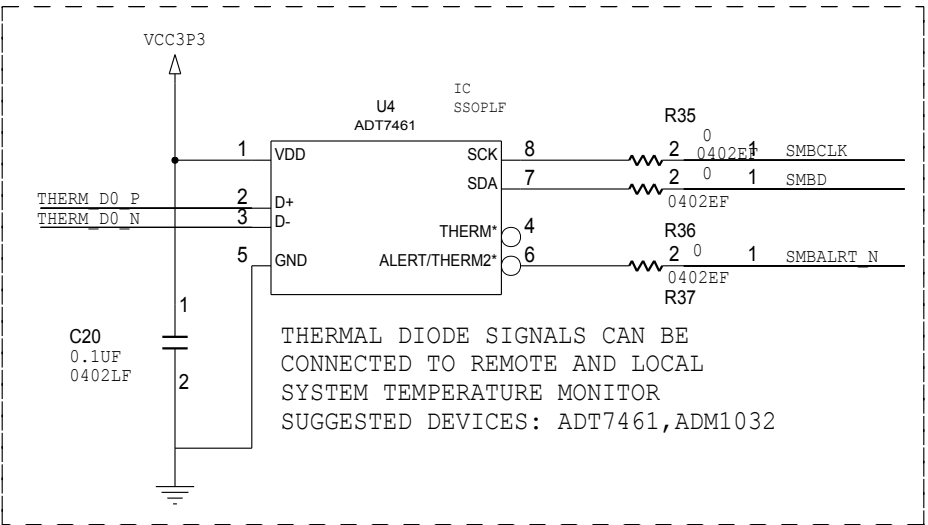 VCC3P3
IC
SSOPLF
U4
ADT7461
1 VDD
SCK 8
SDA 7
THERM_D0_P 2 D+
THERM_D0_N 3 D-
THERM* 4
5 GND
ALERT/THERM2* 6
R35
0
2 0402EF 1 SMBCLK
2 0 1 SMBD
0402EF
R36
2 0 1 SMBALRT_N
0402EF
R37
1
C20
0.1UF
0402LF
2
THERMAL DIODE SIGNALS CAN BE
CONNECTED TO REMOTE AND LOCAL
SYSTEM TEMPERATURE MONITOR
SUGGESTED DEVICES: ADT7461,ADM1032